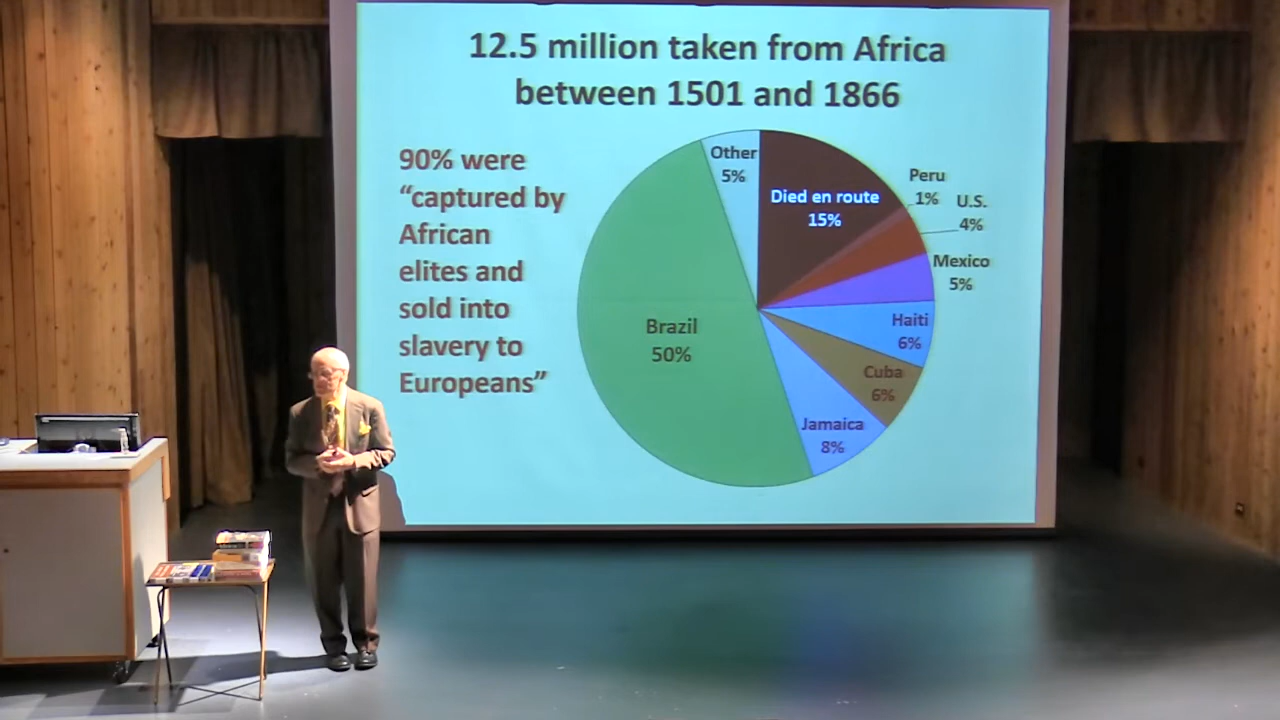 12.5 million taken from Africa
between 1501 and 1866
90% were
“captured by
African
elites and
sold into
slavery to
Europeans”
Other
5%
Died en route
15%
Peru
1%
U.S.
4%
Mexico
5%
Haiti
6%
Cuba
6%
Jamaica
8%
Brazil
50%